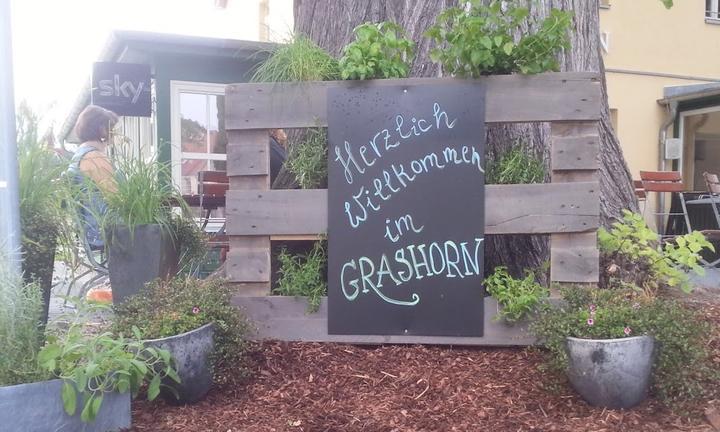 sky
Herzlich
Willkommen
im
GRASHORN